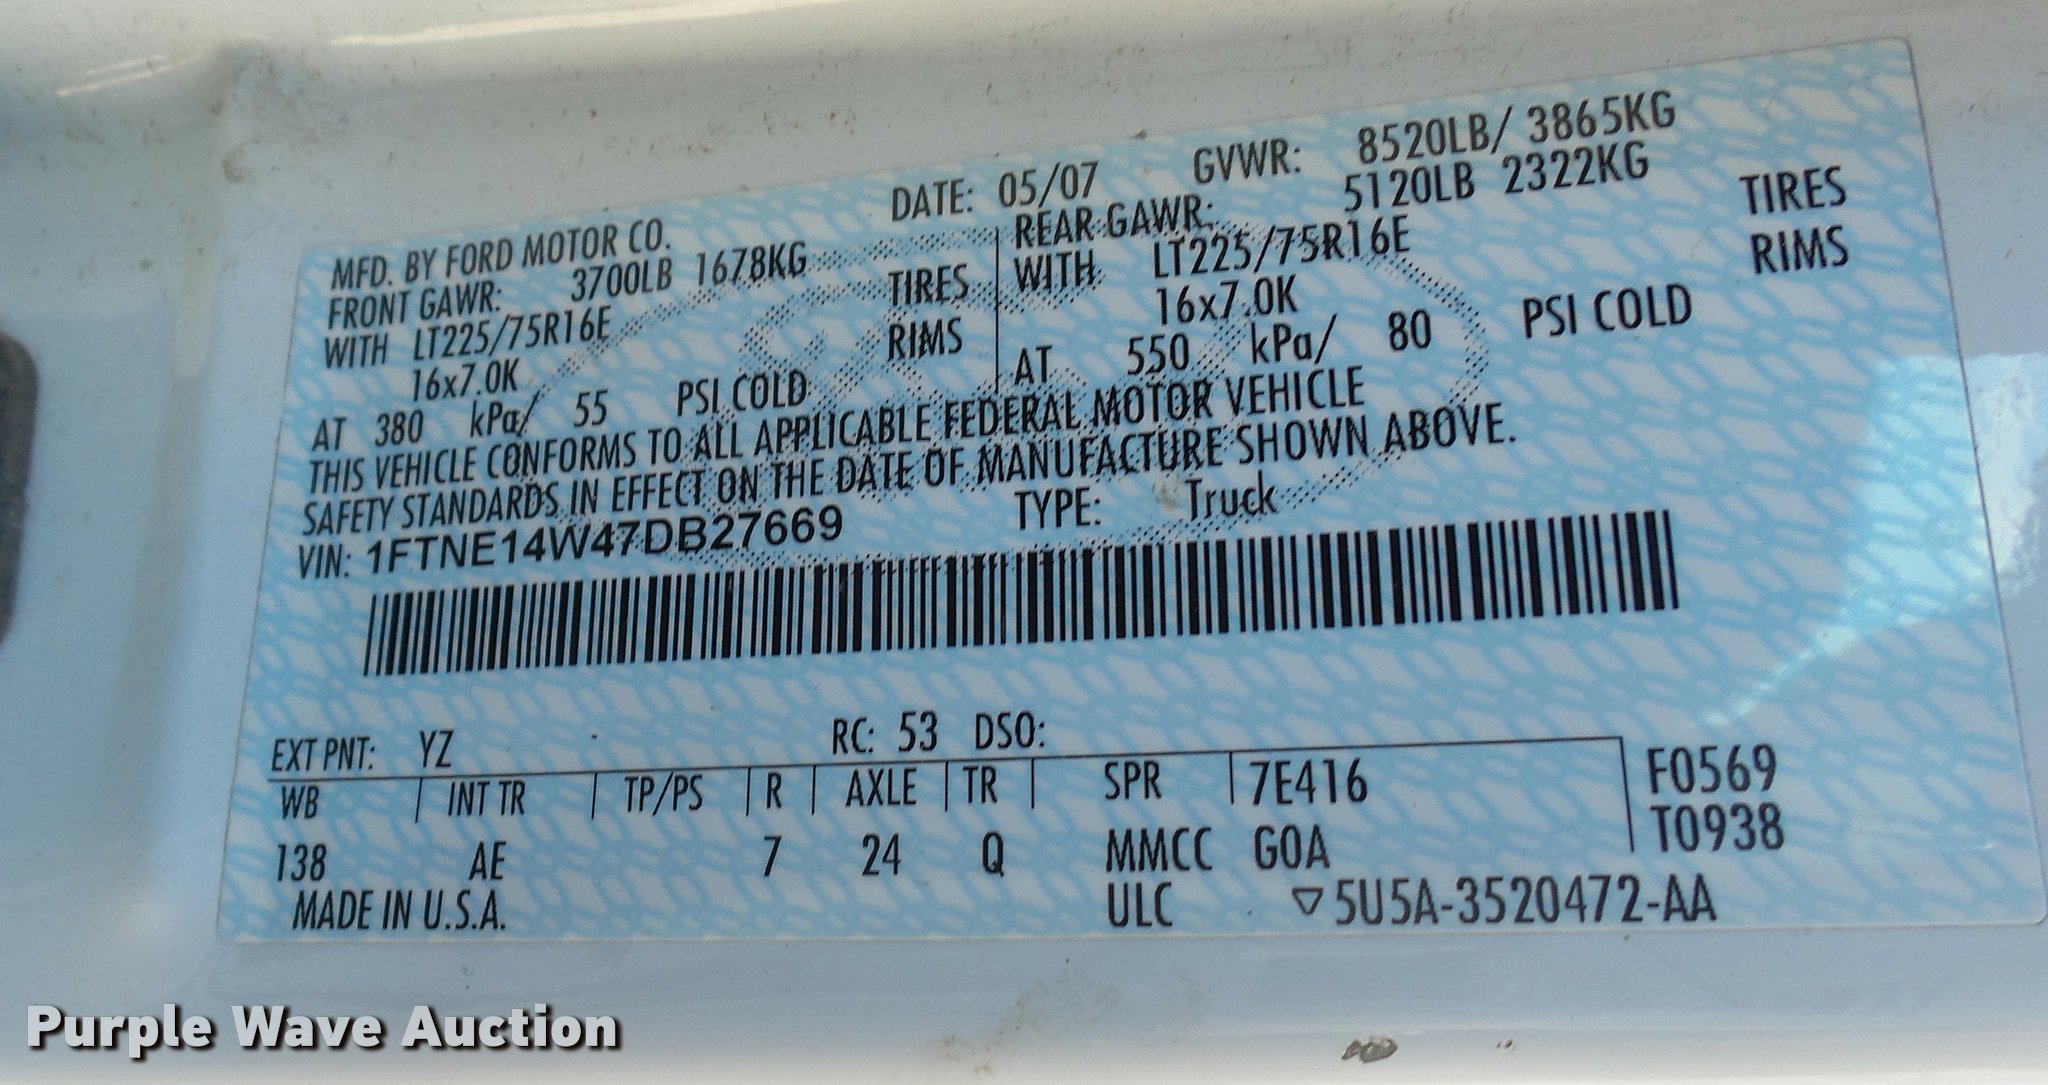 MFD. BY FORD MOTOR CO. DATE: 05/07 GVWR: 8520LB/ 3865KG
FRONT GAWR: 3700LB 1678KG REAR GAWR: 5120LB 2322KG
WITH LT225/75R16E TIRES WITH LT225/75R16E TIRES
16x7.0K RIMS 16x7.0K RIMS
AT 380 kPa/ 55 PSI COLD AT 550 kPa/ 80 PSI COLD
THIS VEHICLE CONFORMS TO ALL APPLICABLE FEDERAL MOTOR VEHICLE
SAFETY STANDARDS IN EFFECT ON THE DATE OF MANUFACTURE SHOWN ABOVE.
VIN: 1FTNE14W47DB27669 TYPE: Truck
EXT PNT: YZ RC: 53 DSO:
WB | INT TR | TP/PS | R | AXLE | TR | SPR | 7E416 F0569
T0938
138 AE 7 24 Q MMCC GOA
MADE IN U.S.A. ULC ▽5U5A-3520472-AA
Purple Wave Auction